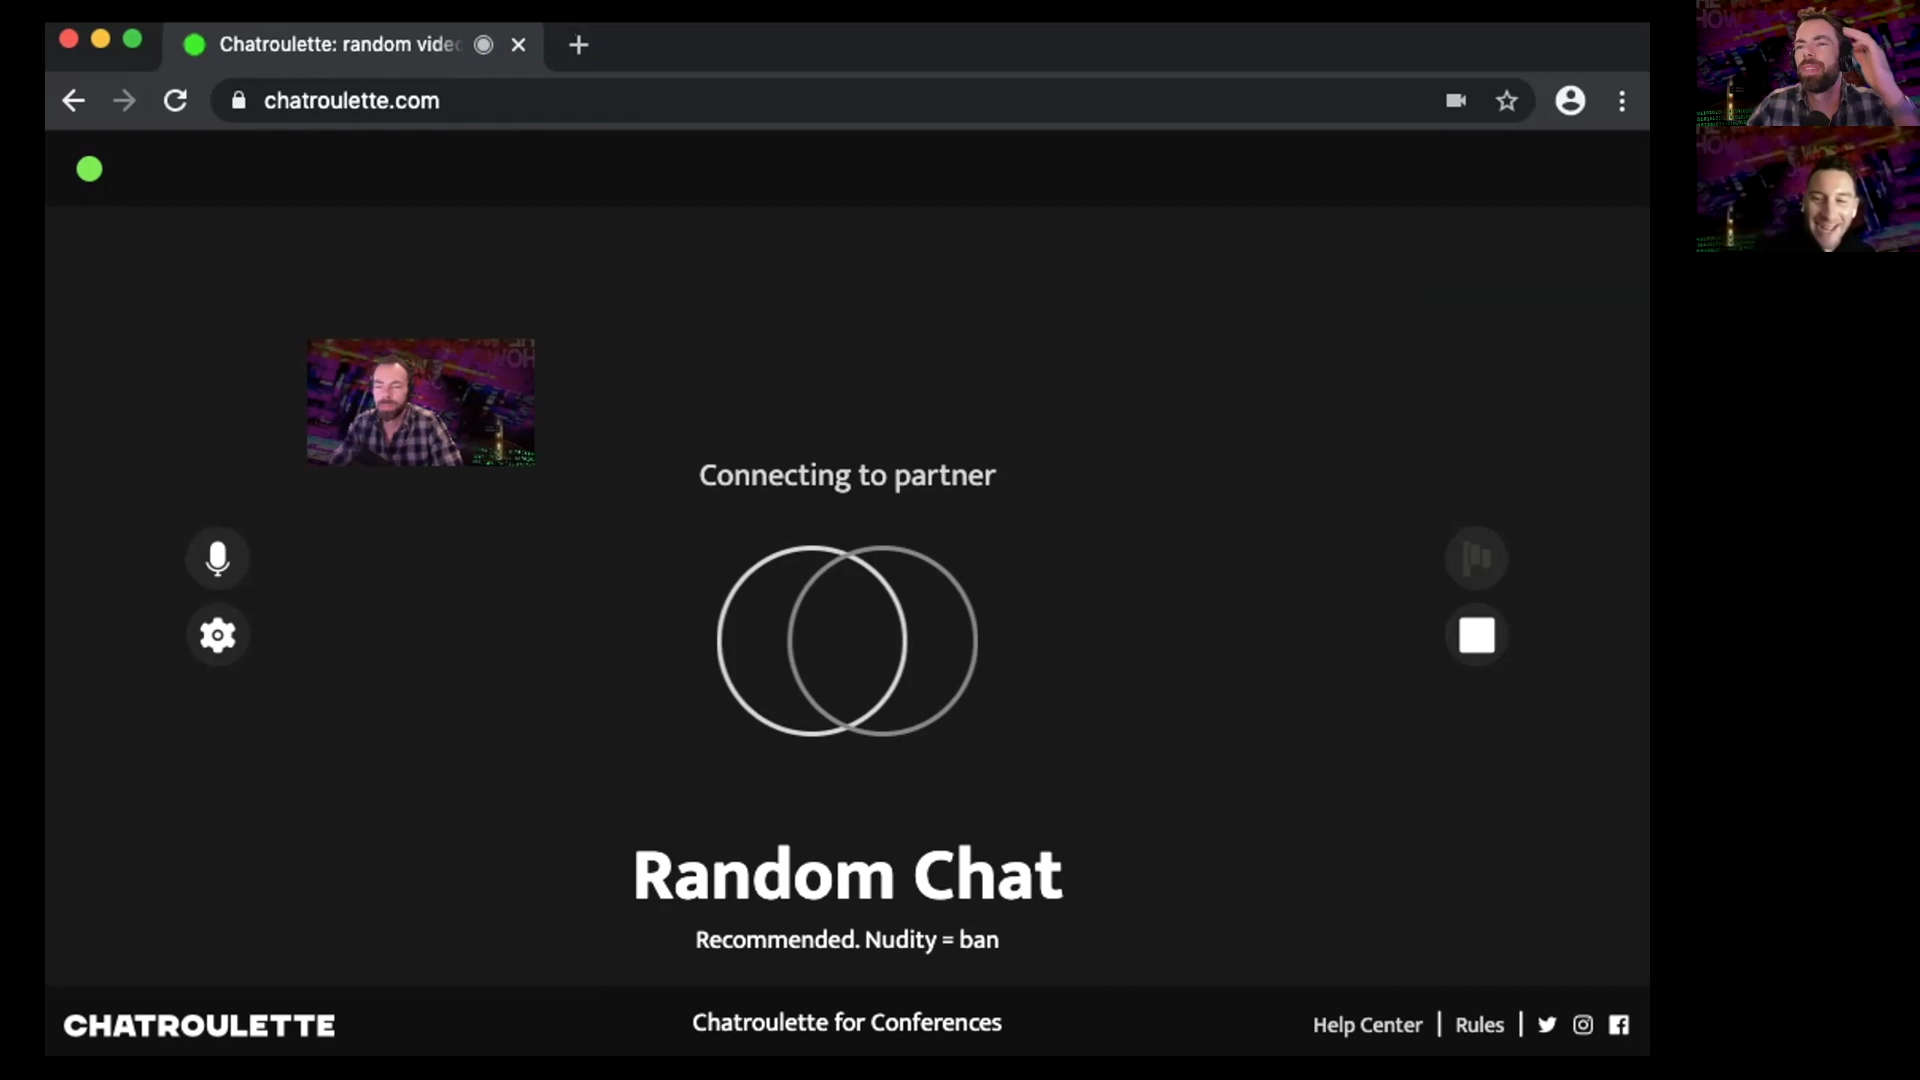 Chatroulette: random vide
chatroulette.com
Connecting to partner
Random Chat
Recommended. Nudity = ban
CHATROULETTE
Chatroulette for Conferences
Help Center | Rules |